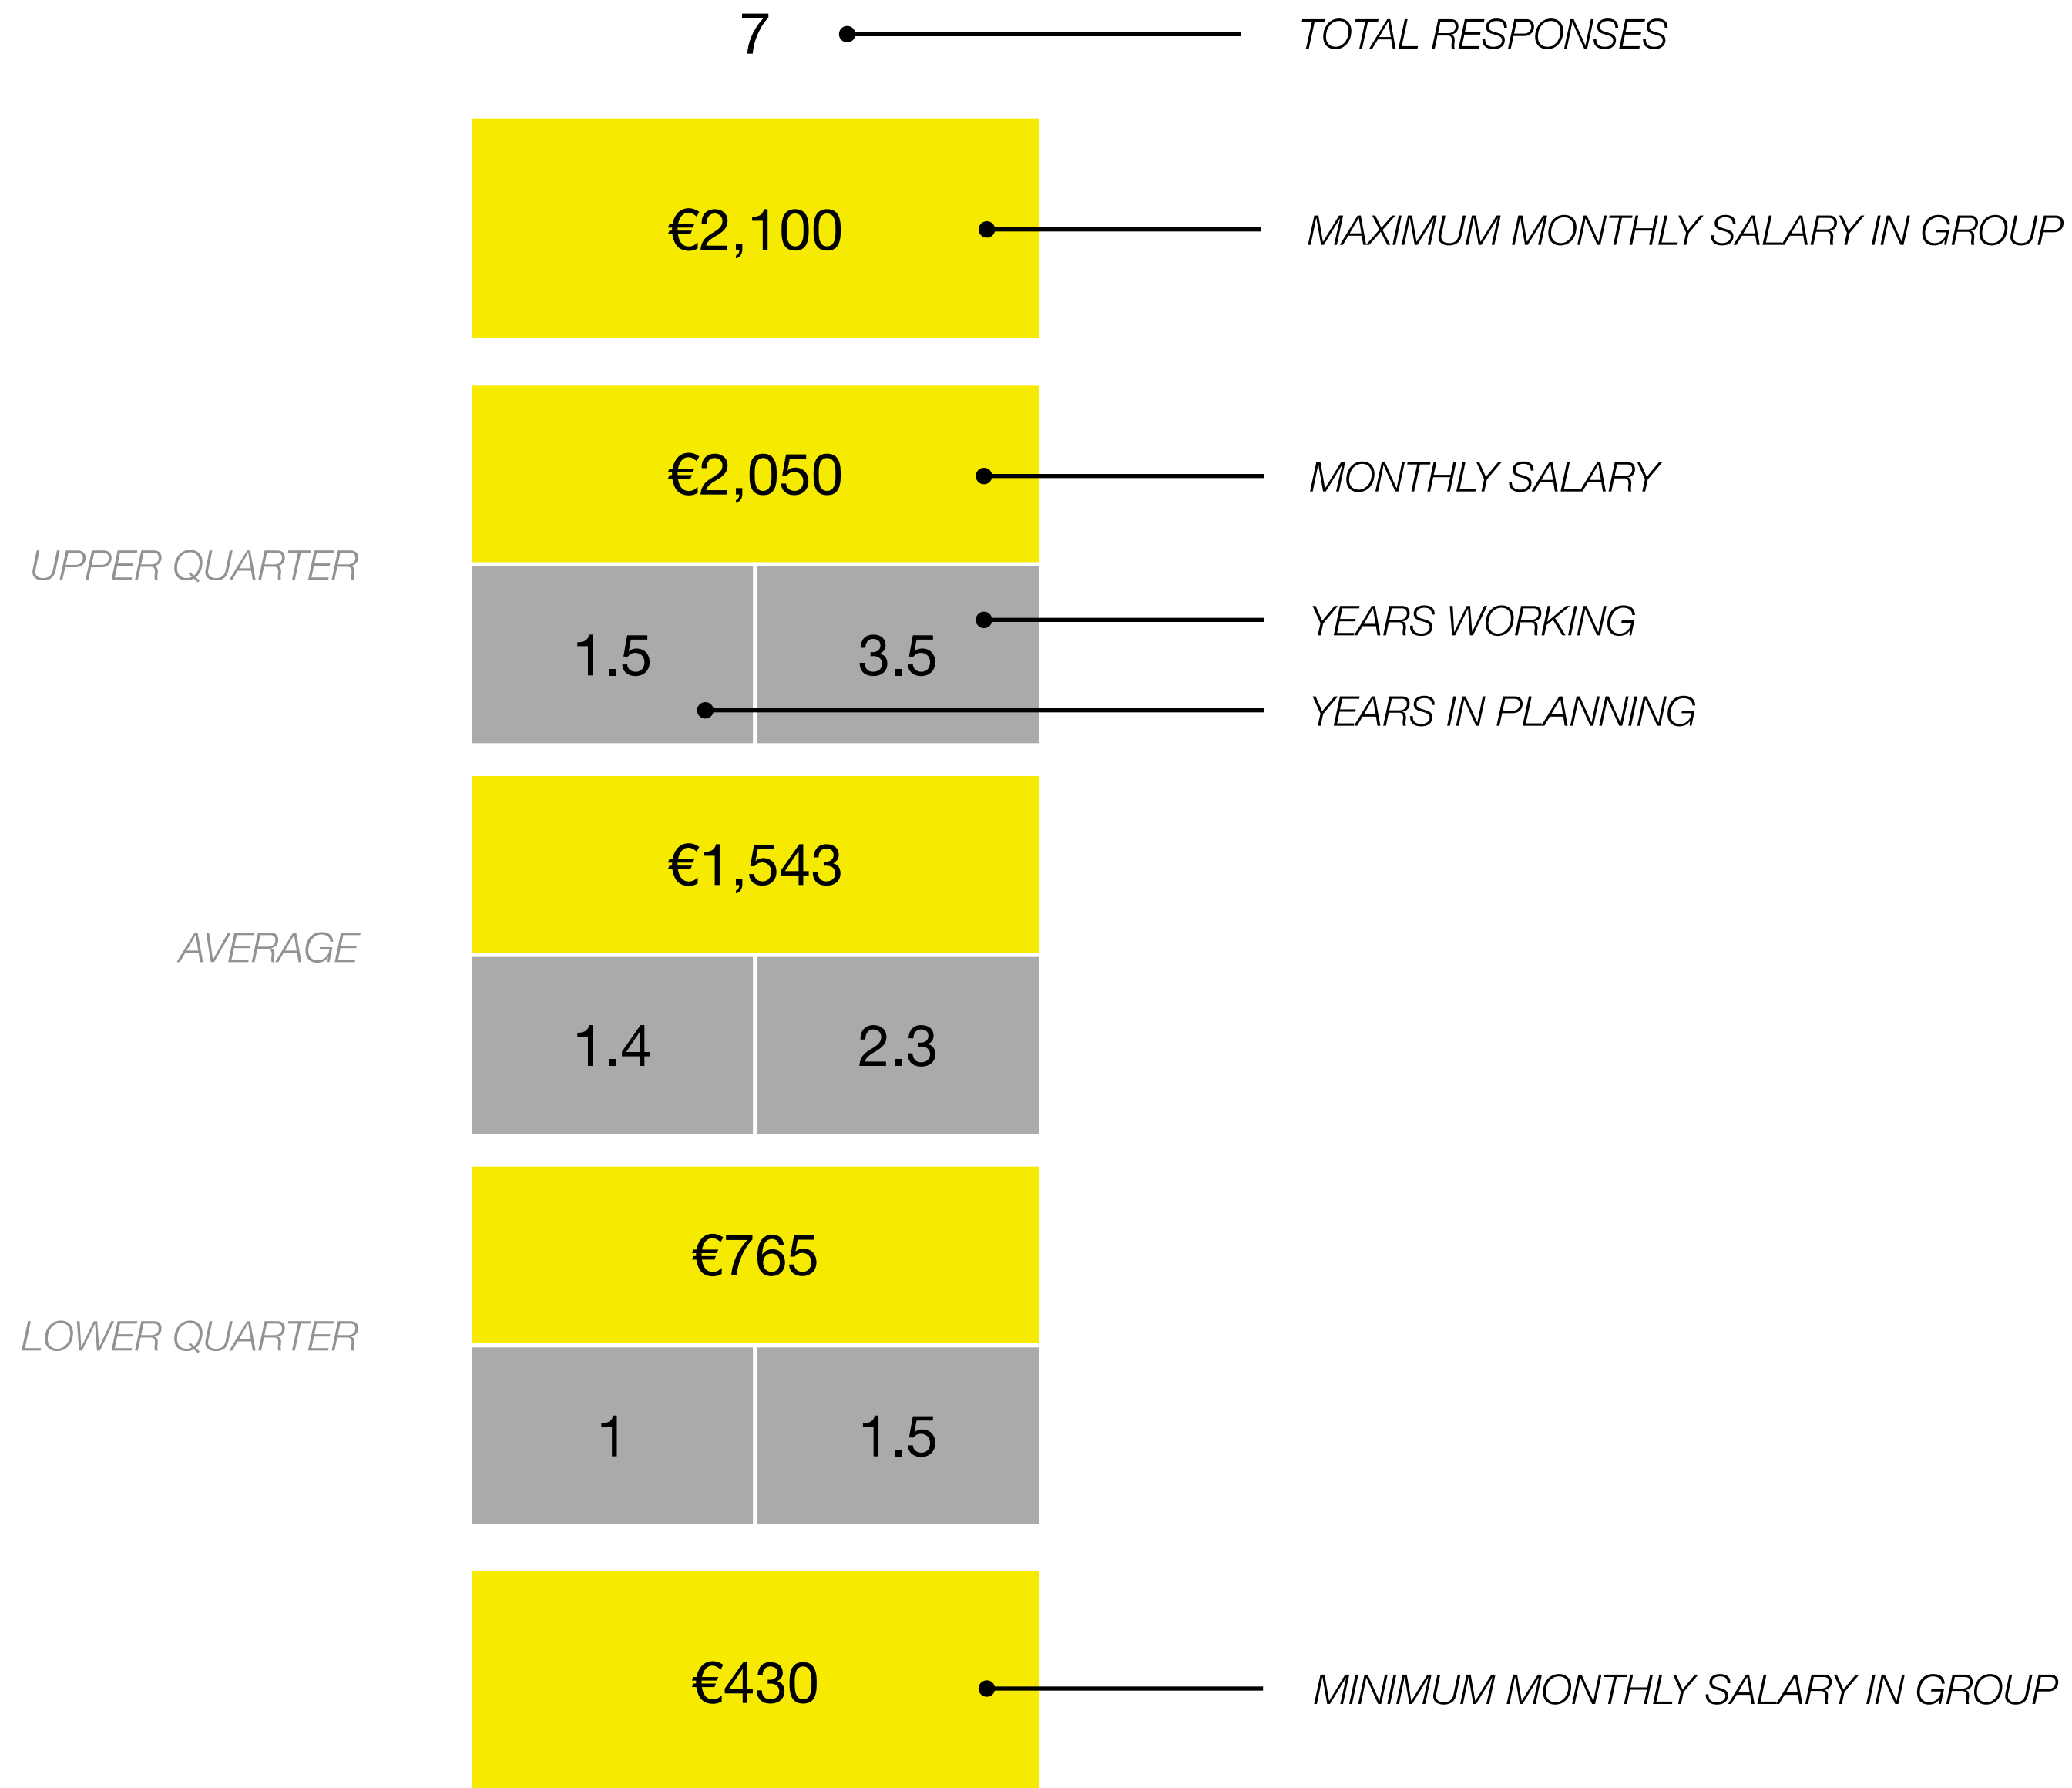 7 TOTAL RESPONSES
€2,100 MAXIMUM MONTHLY SALARY IN GROUP
€2,050 MONTHLY SALARY
UPPER QUARTER
1.5 3.5 YEARS WORKING
YEARS IN PLANNING
€1,543
AVERAGE
1.4 2.3
€765
LOWER QUARTER
1 1.5
€430 MINIMUM MONTHLY SALARY IN GROUP